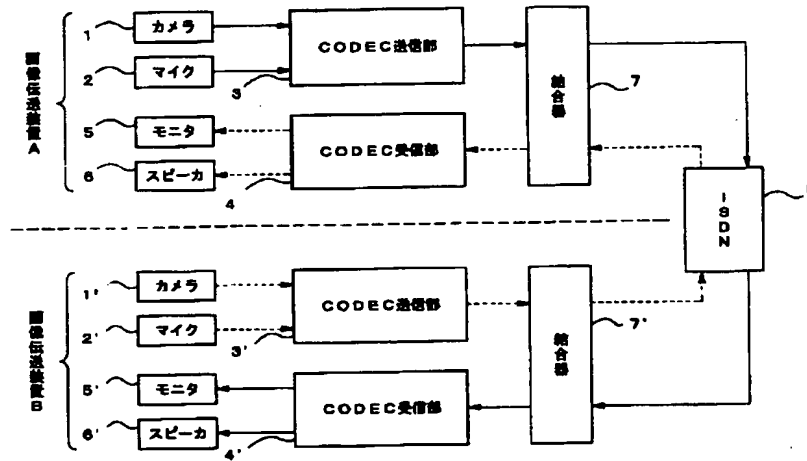 画像伝送装置A
1
カメラ
2
マイク
3
CODEC送信部
5
モニタ
6
スピーカ
4
CODEC受信部
結合器
7
ISDN
画像伝送装置B
1'
カメラ
2'
マイク
3'
CODEC送信部
5'
モニタ
6'
スピーカ
4'
CODEC受信部
結合器
7'